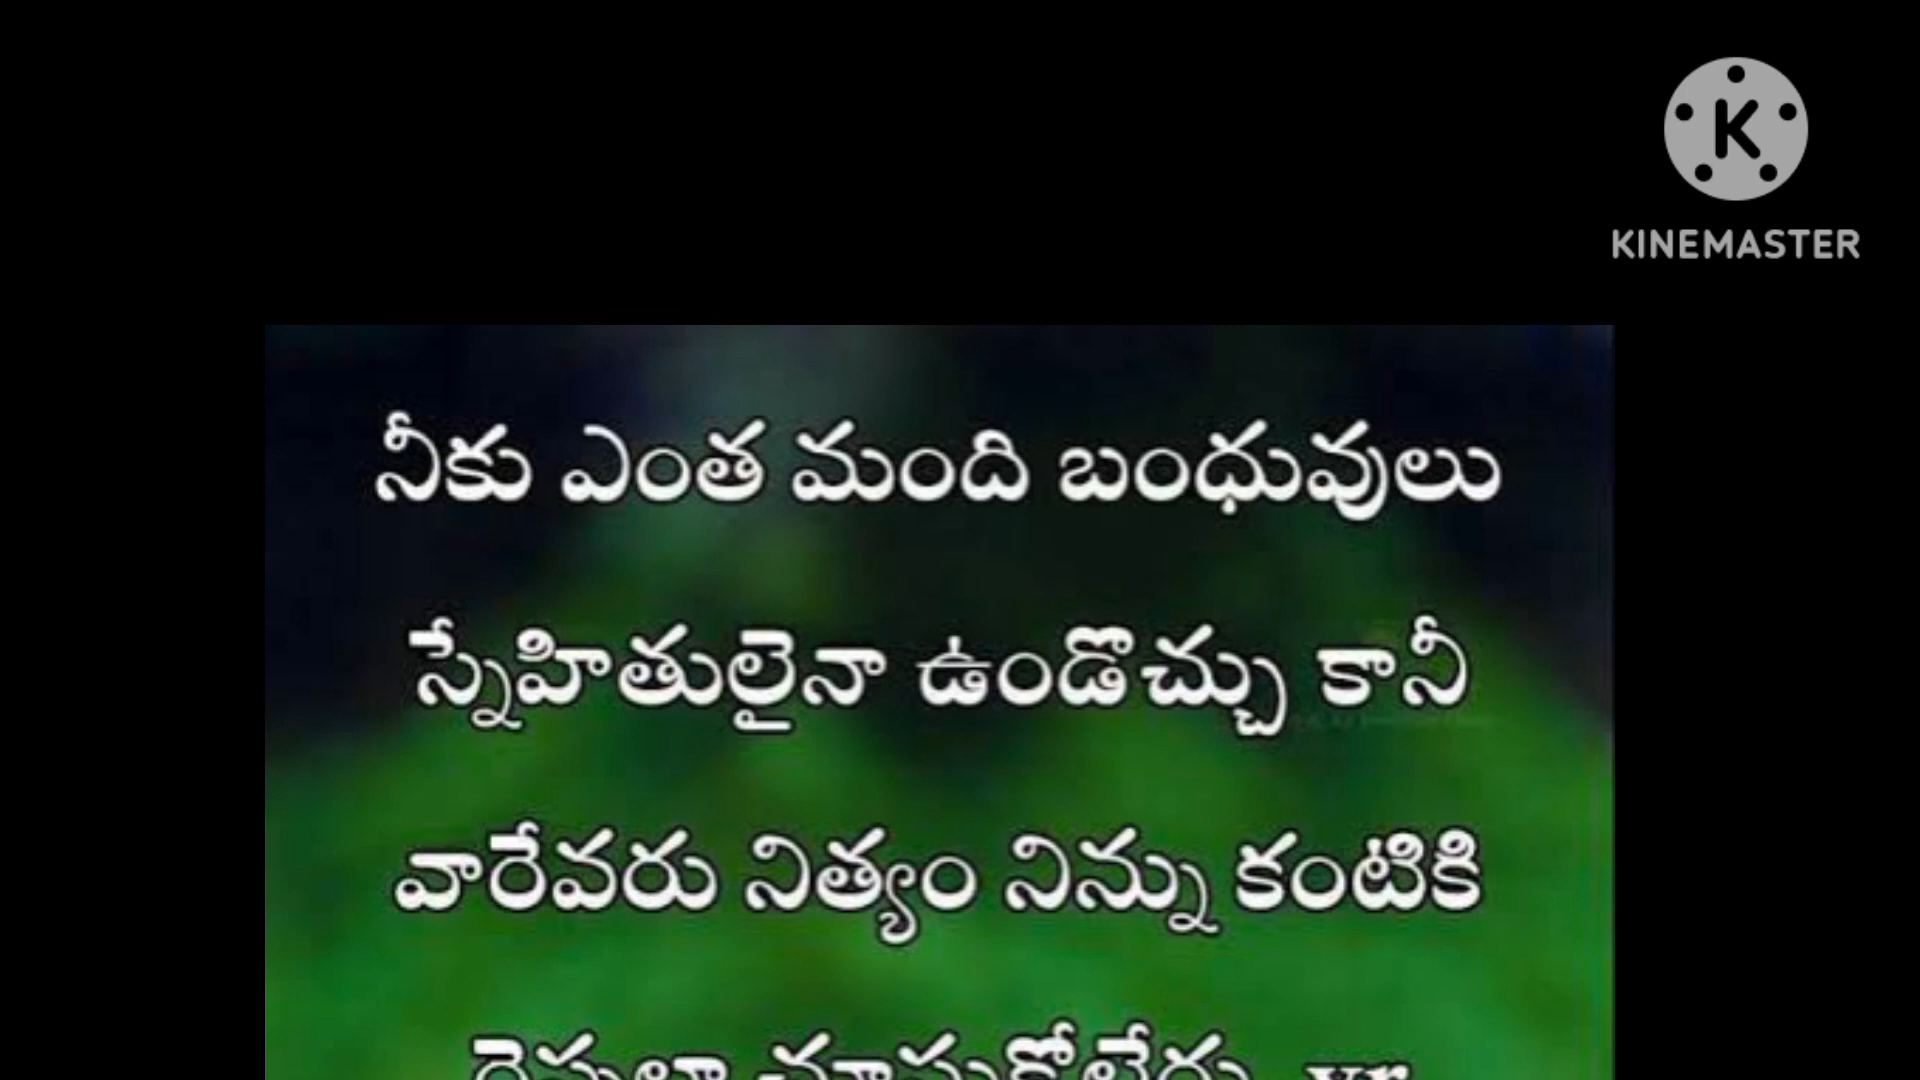 KINEMASTER
నీకు ఎంత మంది బంధువులు
స్నేహితులైనా ఉండొచ్చు కానీ
వారేవరు నిత్యం నిన్ను కంటికి